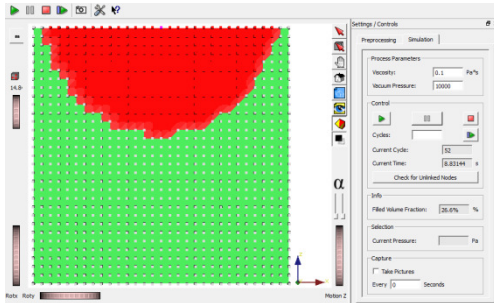 Settings / Controls
Preprocessing Simulation
Process Parameters
Viscosity: 0.1 Pa*s
Vacuum Pressure: 10000
Control
Cycles:
Current Cycle: 52
Current Time: 8.83144 s
Check for Unlinked Nodes
Info
Filled Volume Fraction: 26.6% %
Selection
Current Pressure: Pa
Capture
Take Pictures
Every 0 Seconds
14.8
α
Rotx Roty Motion Z